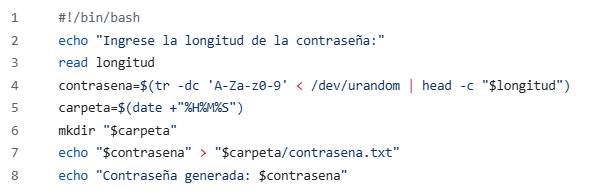 1 #!/bin/bash
2 echo "Ingrese la longitud de la contraseña:"
3 read longitud
4 contrasena=$(tr -dc 'A-Za-z0-9' < /dev/urandom | head -c "$longitud")
5 carpeta=$(date +"%H%M%S")
6 mkdir "$carpeta"
7 echo "$contrasena" > "$carpeta/contrasena.txt"
8 echo "Contraseña generada: $contrasena"